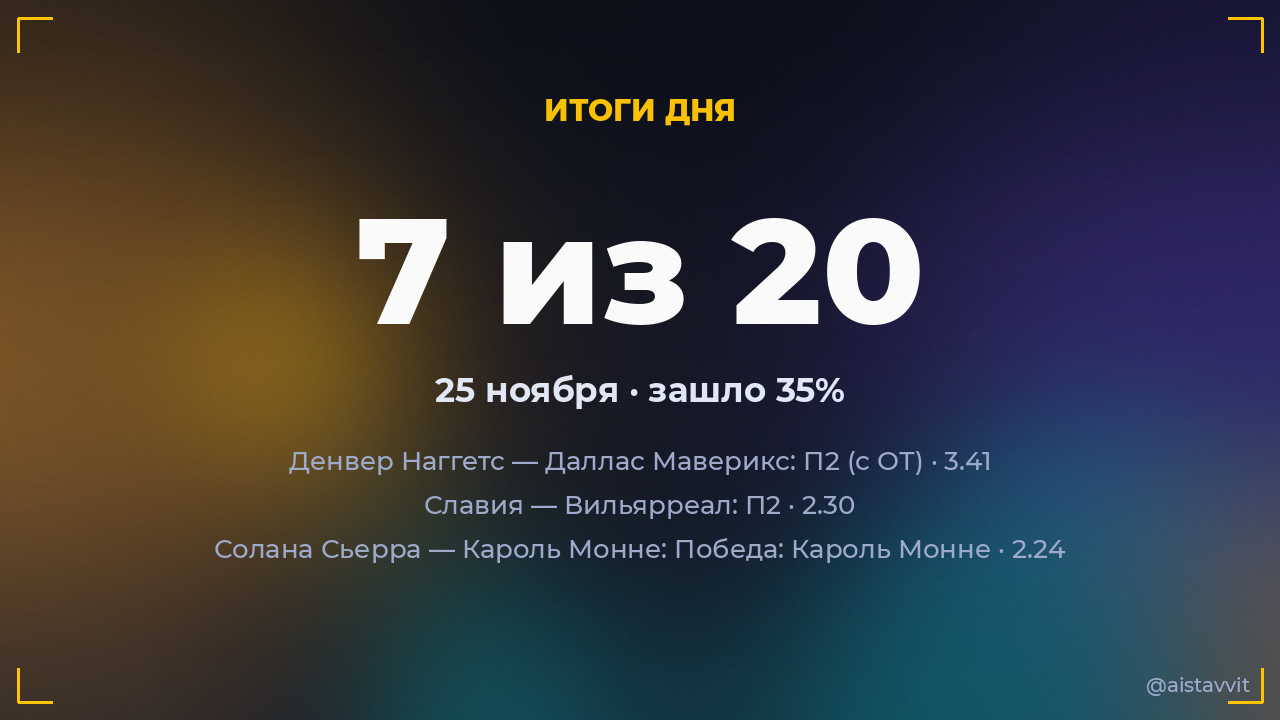 ИТОГИ ДНЯ
7 из 20
25 ноября · зашло 35%
Денвер Наггетс — Даллас Маверикс: П2 (с ОТ) · 3.41
Славия — Вильярреал: П2 · 2.30
Солана Сьерра — Кароль Монне: Победа: Кароль Монне · 2.24
@aistavvit